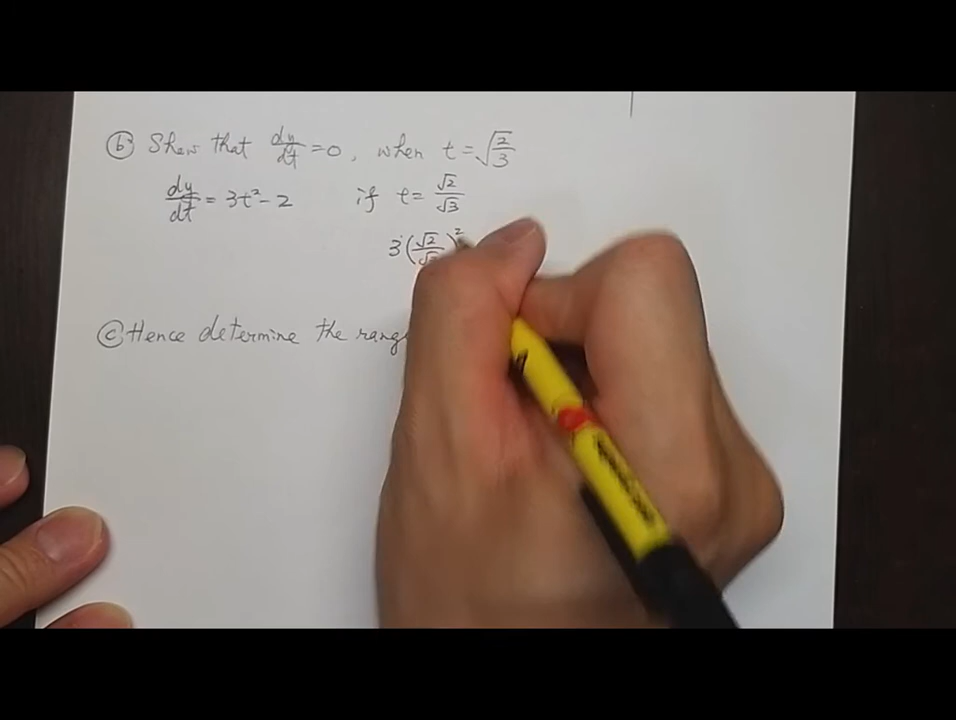 ⓑ Show that dy/dt = 0, when t = √(2/3)
dy/dt = 3t² - 2 if t = √2/√3
3(√2/√3)²
ⓒ Hence determine the rang